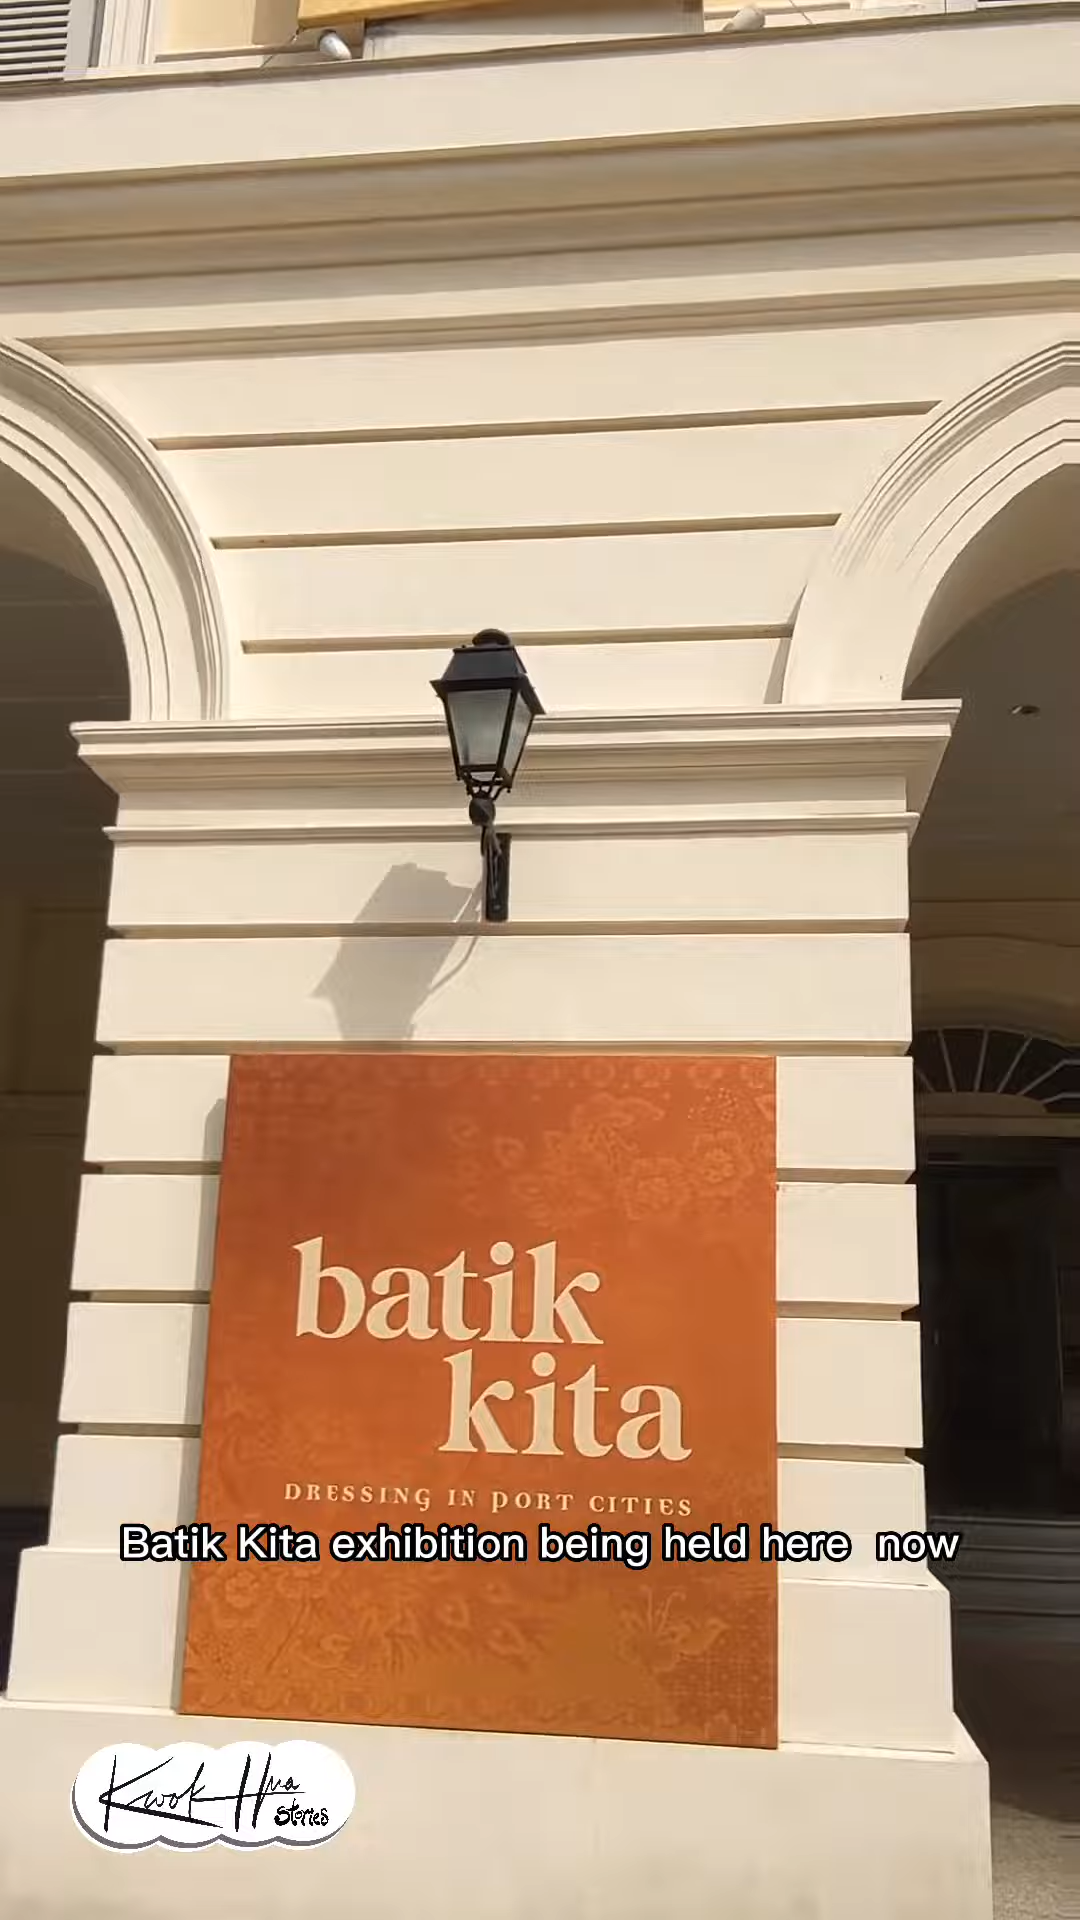 batik
kita
DRESSING IN PORT CITIES
Batik Kita exhibition being held here now
Kwok Hua
Stories